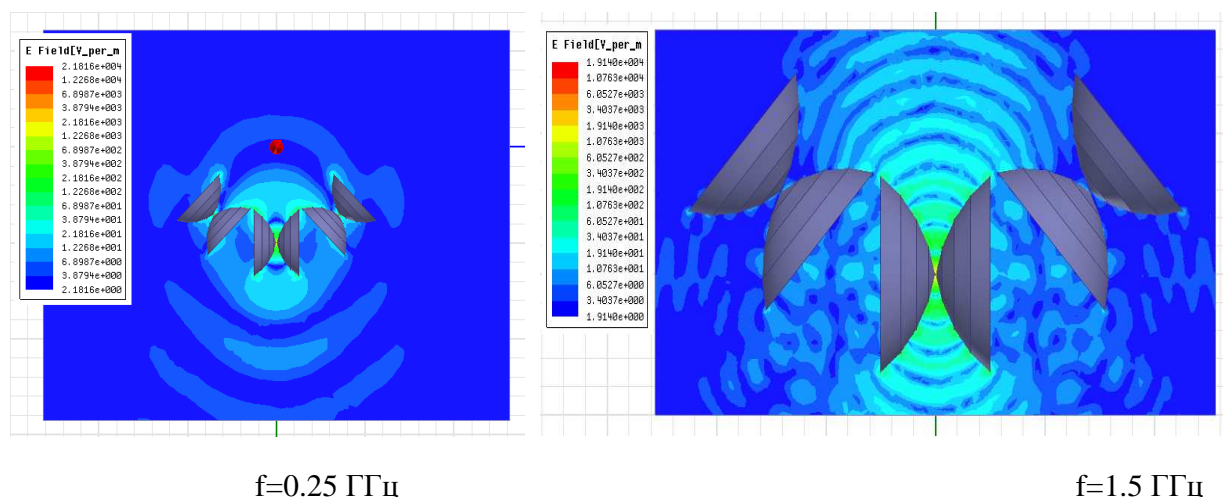 E Field[V_per_m
2.1816e+004
1.2268e+004
6.8987e+003
3.8794e+003
2.1816e+003
1.2268e+003
6.8987e+002
3.8794e+002
2.1816e+002
1.2268e+002
6.8987e+001
3.8794e+001
2.1816e+001
1.2268e+001
6.8987e+000
3.8794e+000
2.1816e+000
E Field[V_per_m
1.9140e+004
1.0763e+004
6.0527e+003
3.4037e+003
1.9140e+003
1.0763e+003
6.0527e+002
3.4037e+002
1.9140e+002
1.0763e+002
6.0527e+001
3.4037e+001
1.9140e+001
1.0763e+001
6.0527e+000
3.4037e+000
1.9140e+000
f=0.25 ГГц
f=1.5 ГГц